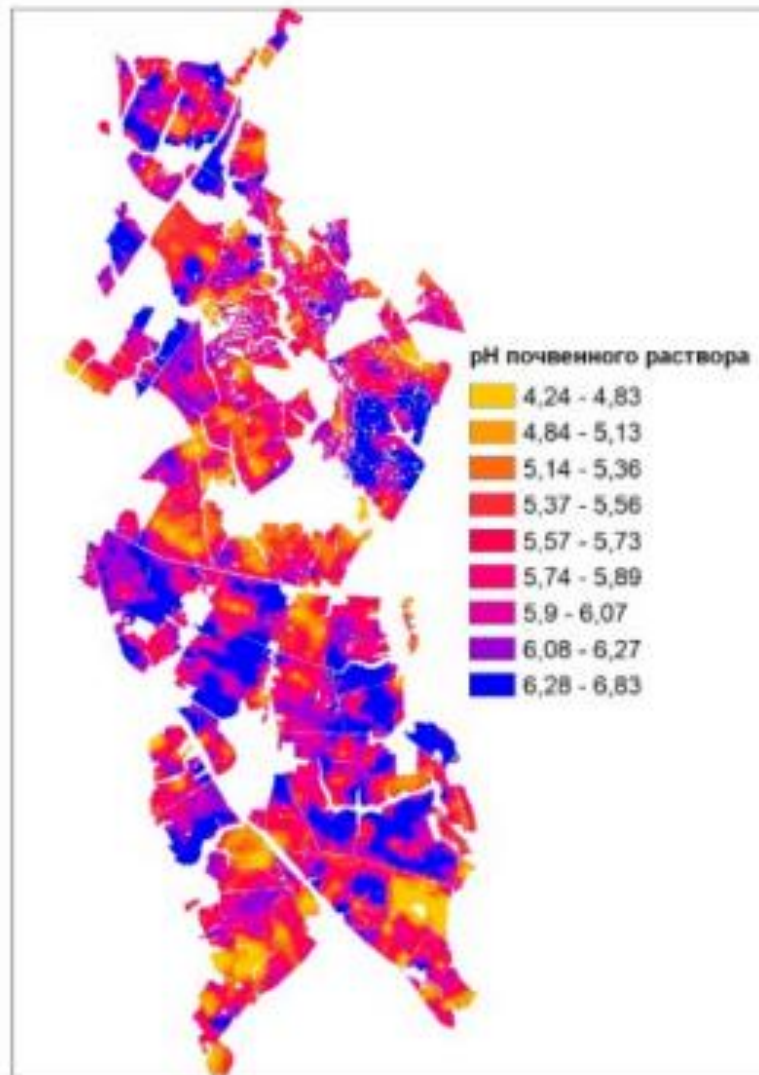 pH почвенного раствора
4,24 - 4,83
4,84 - 5,13
5,14 - 5,36
5,37 - 5,56
5,57 - 5,73
5,74 - 5,89
5,9 - 6,07
6,08 - 6,27
6,28 - 6,83